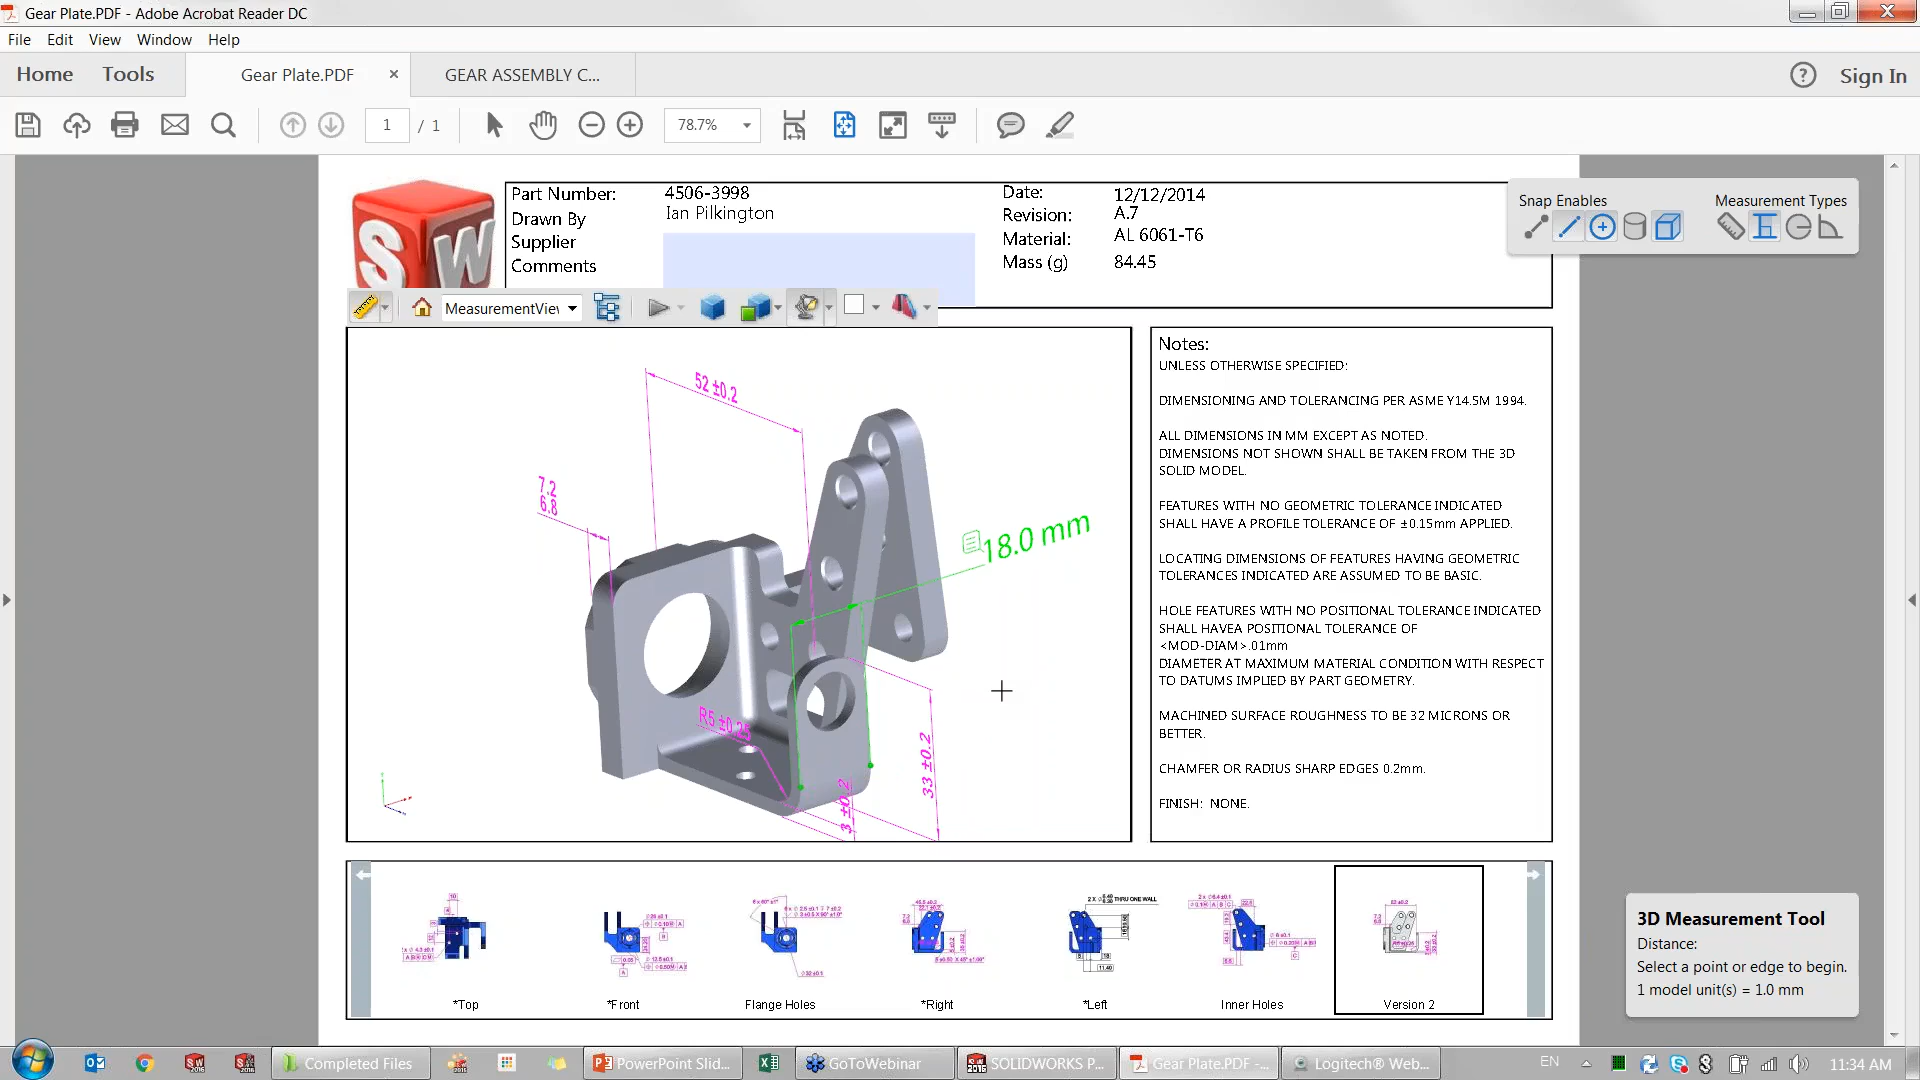 Gear Plate.PDF - Adobe Acrobat Reader DC
File Edit View Window Help
Home Tools Gear Plate.PDF × GEAR ASSEMBLY C... ? Sign In
1 / 1 78.7%
SW
Part Number: 4506-3998
Drawn By Ian Pilkington
Supplier
Comments
Date: 12/12/2014
Revision: A.7
Material: AL 6061-T6
Mass (g) 84.45
Snap Enables Measurement Types
MeasurementView
52 ±0.2
7.2
6.8
18.0 mm
R5 ±0.25
33 ±0.2
3 ±0.2
Notes:
UNLESS OTHERWISE SPECIFIED:
DIMENSIONING AND TOLERANCING PER ASME Y14.5M 1994.
ALL DIMENSIONS IN MM EXCEPT AS NOTED.
DIMENSIONS NOT SHOWN SHALL BE TAKEN FROM THE 3D
SOLID MODEL.
FEATURES WITH NO GEOMETRIC TOLERANCE INDICATED
SHALL HAVE A PROFILE TOLERANCE OF ±0.15mm APPLIED.
LOCATING DIMENSIONS OF FEATURES HAVING GEOMETRIC
TOLERANCES INDICATED ARE ASSUMED TO BE BASIC.
HOLE FEATURES WITH NO POSITIONAL TOLERANCE INDICATED
SHALL HAVEA POSITIONAL TOLERANCE OF
<MOD-DIAM>.01mm
DIAMETER AT MAXIMUM MATERIAL CONDITION WITH RESPECT
TO DATUMS IMPLIED BY PART GEOMETRY.
MACHINED SURFACE ROUGHNESS TO BE 32 MICRONS OR
BETTER.
CHAMFER OR RADIUS SHARP EDGES 0.2mm.
FINISH: NONE.
THRU ONE WALL
*Top *Front Flange Holes *Right *Left Inner Holes Version 2
3D Measurement Tool
Distance:
Select a point or edge to begin.
1 model unit(s) = 1.0 mm
Completed Files PowerPoint Slid... GoToWebinar SOLIDWORKS P... Gear Plate.PDF -... Logitech® Web... EN 11:34 AM